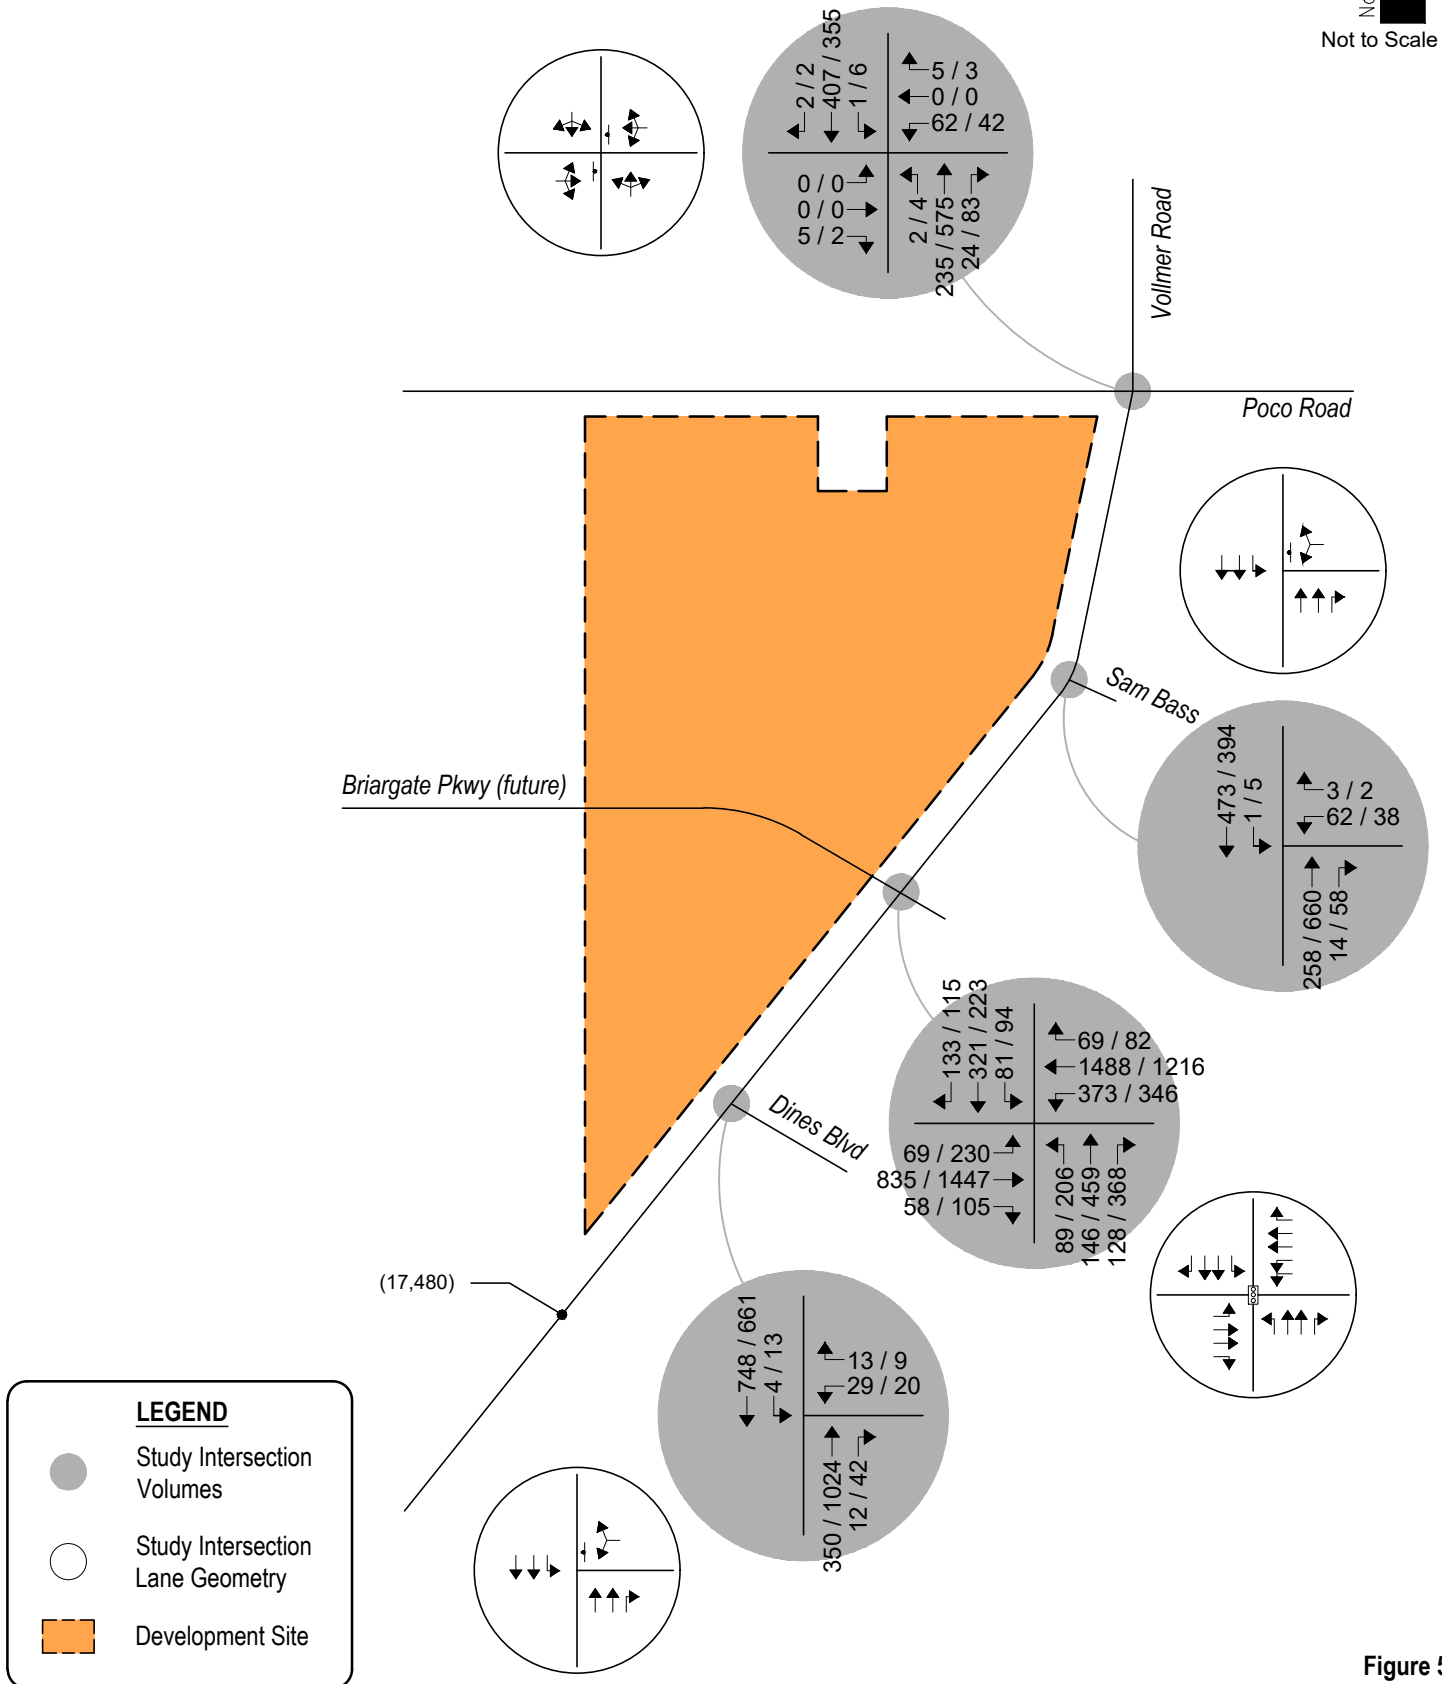 No
Not to Scale
2 / 2
407 / 355
1 / 6
5 / 3
0 / 0
62 / 42
0 / 0
0 / 0
5 / 2
2 / 4
235 / 575
24 / 83
Vollmer Road
Poco Road
Sam Bass
473 / 394
1 / 5
3 / 2
62 / 38
258 / 660
14 / 58
Briargate Pkwy (future)
133 / 115
321 / 223
81 / 94
69 / 82
1488 / 1216
373 / 346
69 / 230
835 / 1447
58 / 105
89 / 206
146 / 459
128 / 368
Dines Blvd
(17,480)
748 / 661
4 / 13
13 / 9
29 / 20
350 / 1024
12 / 42
LEGEND
Study Intersection
Volumes
Study Intersection
Lane Geometry
Development Site
Figure 5